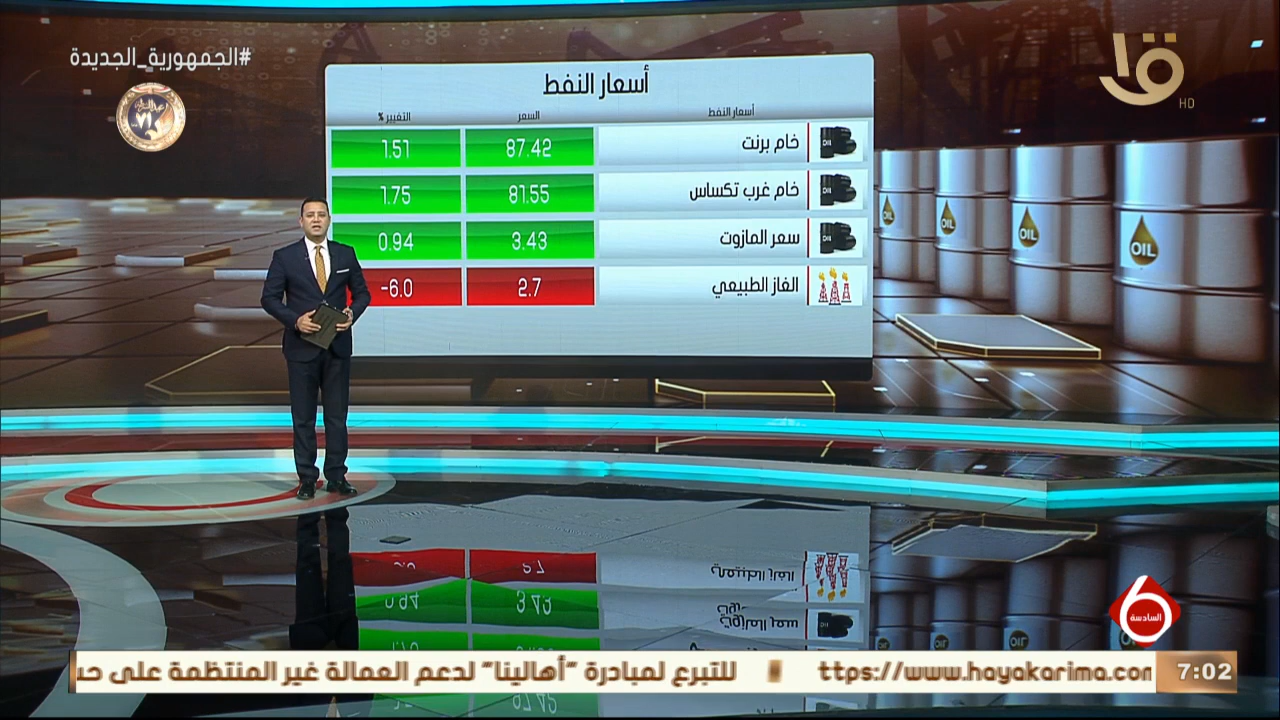 #الجمهورية_الجديدة
HD
أسعار النفط
أسعار النفط السعر التغيير %
خام برنت 87.42 1.51
خام غرب تكساس 81.55 1.75
سعر المازوت 3.43 0.94
الغاز الطبيعي 2.7 -6.0
OIL
OIL
OIL
OIL
السادسة
للتبرع لمبادرة "أهالينا" لدعم العمالة غير المنتظمة على
ttps://www.hayakarima.com
7:02